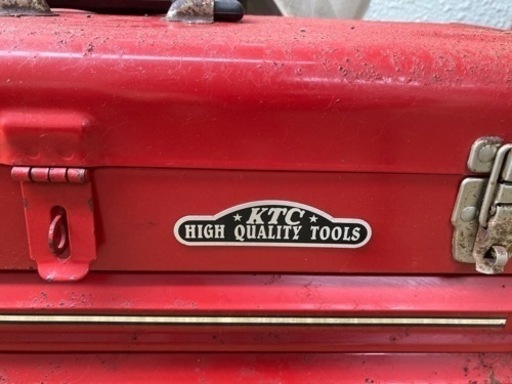 ★ KTC ★
HIGH QUALITY TOOLS